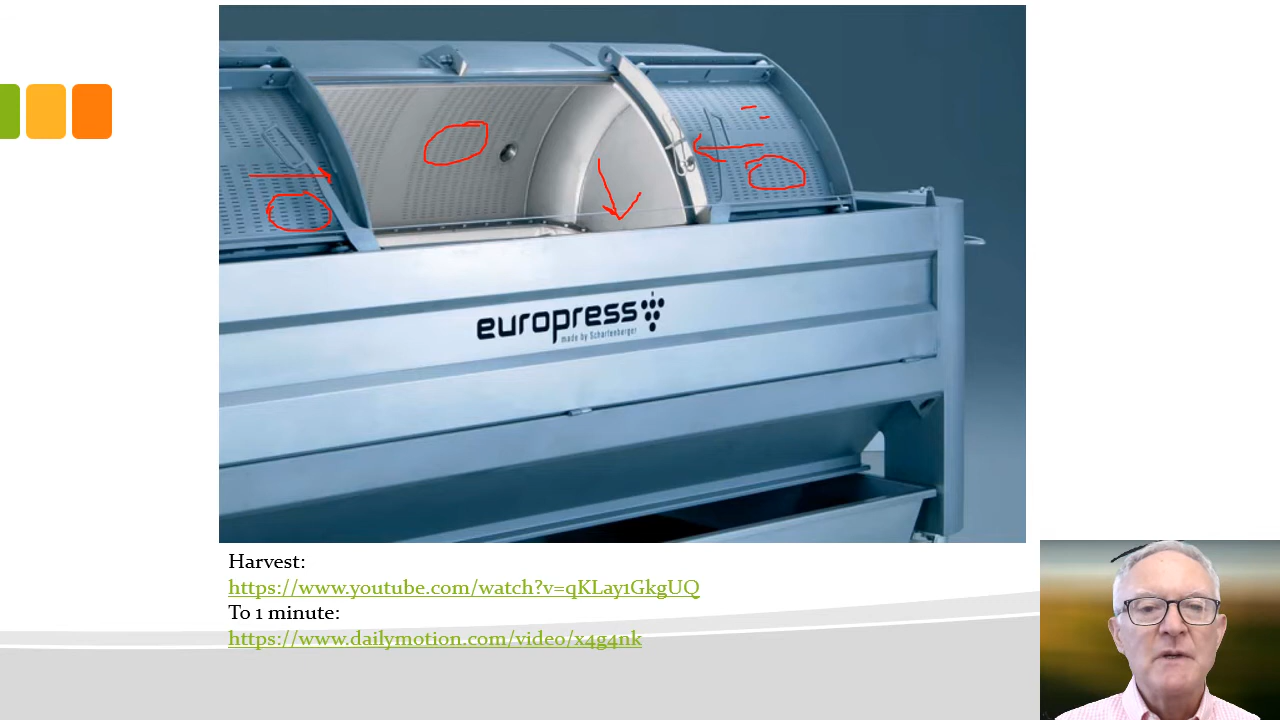 europress
made by Scharfenberger
Harvest:
https://www.youtube.com/watch?v=qKLay1GkgUQ
To 1 minute:
https://www.dailymotion.com/video/x4g4nk